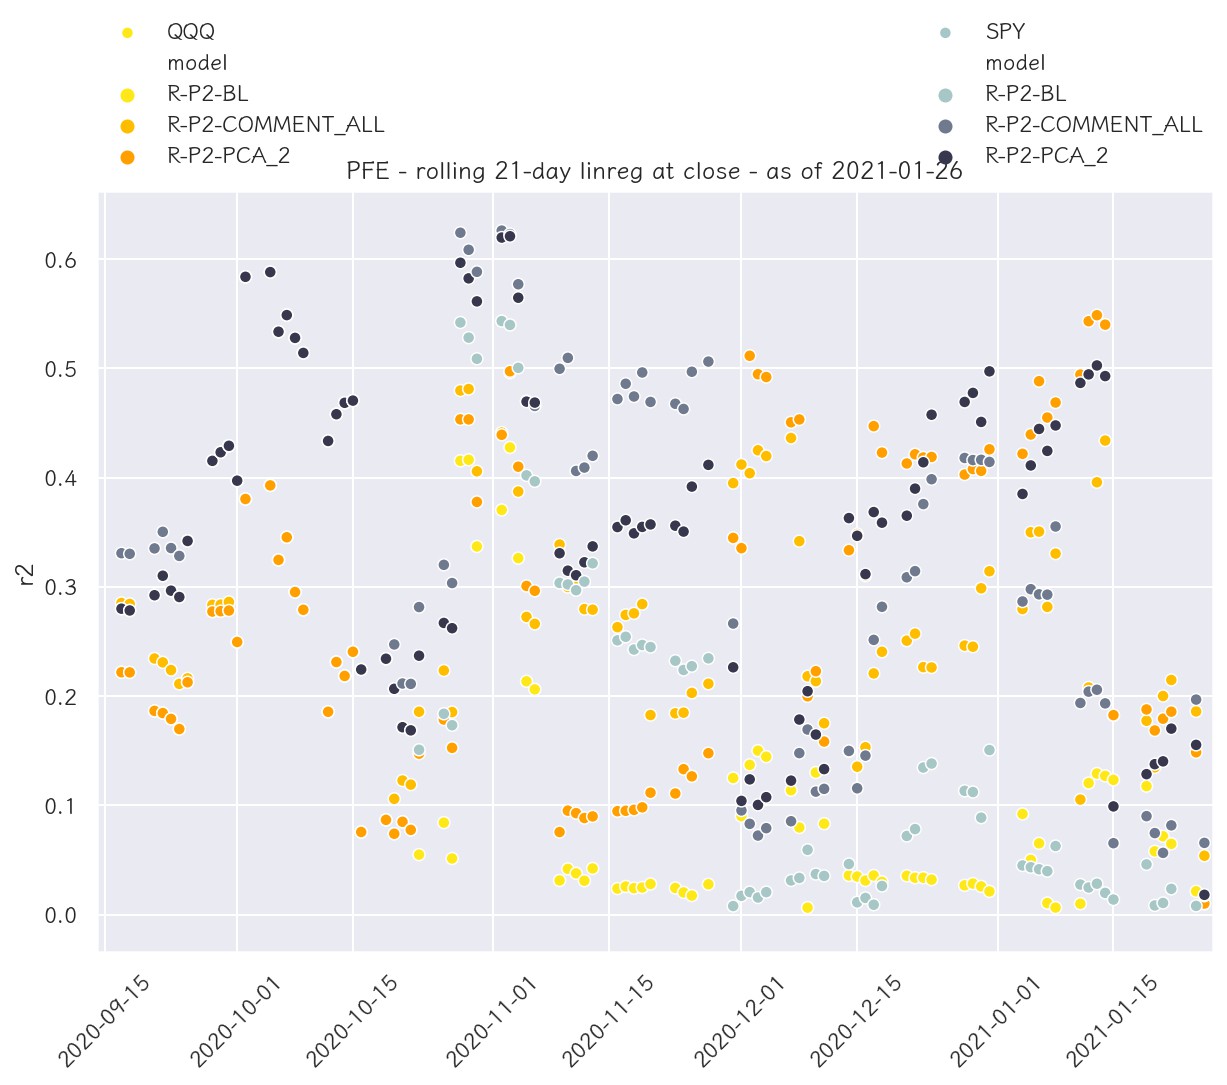 QQQ
model
R-P2-BL
R-P2-COMMENT_ALL
R-P2-PCA_2
SPY
model
R-P2-BL
R-P2-COMMENT_ALL
R-P2-PCA_2
PFE - rolling 21-day linreg at close - as of 2021-01-26
r2
0.6
0.5
0.4
0.3
0.2
0.1
0.0
2020-09-15
2020-10-01
2020-10-15
2020-11-01
2020-11-15
2020-12-01
2020-12-15
2021-01-01
2021-01-15